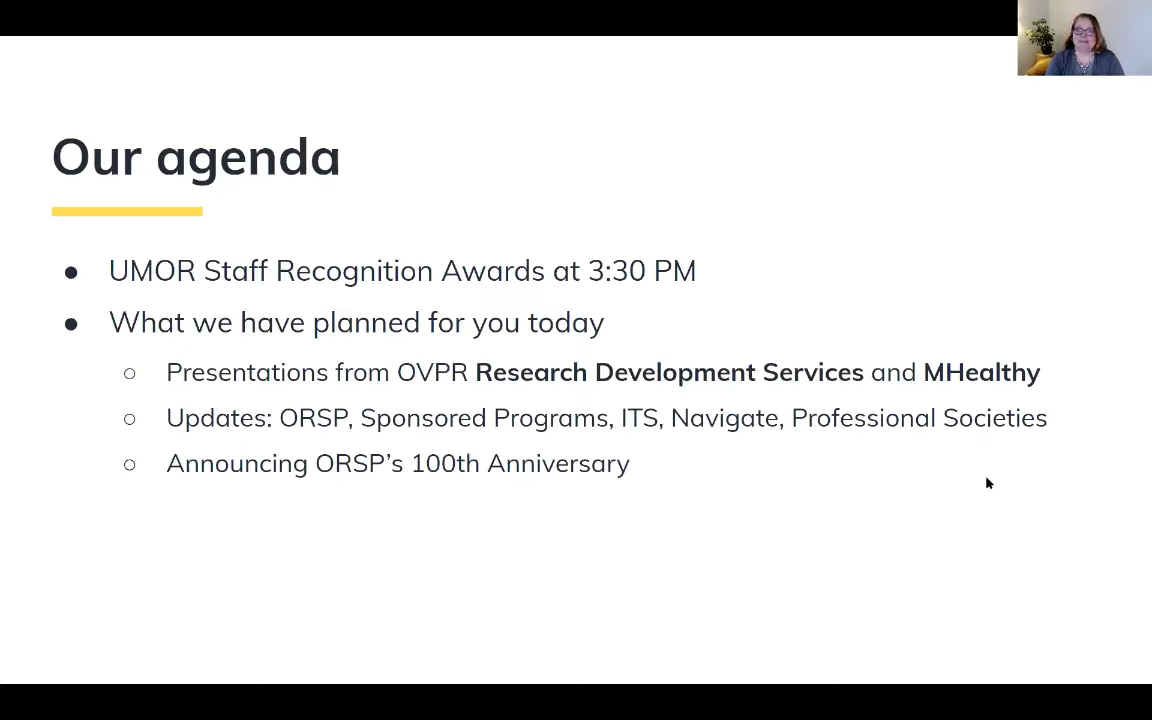 Our agenda
● UMOR Staff Recognition Awards at 3:30 PM
● What we have planned for you today
○ Presentations from OVPR Research Development Services and MHealthy
○ Updates: ORSP, Sponsored Programs, ITS, Navigate, Professional Societies
○ Announcing ORSP’s 100th Anniversary